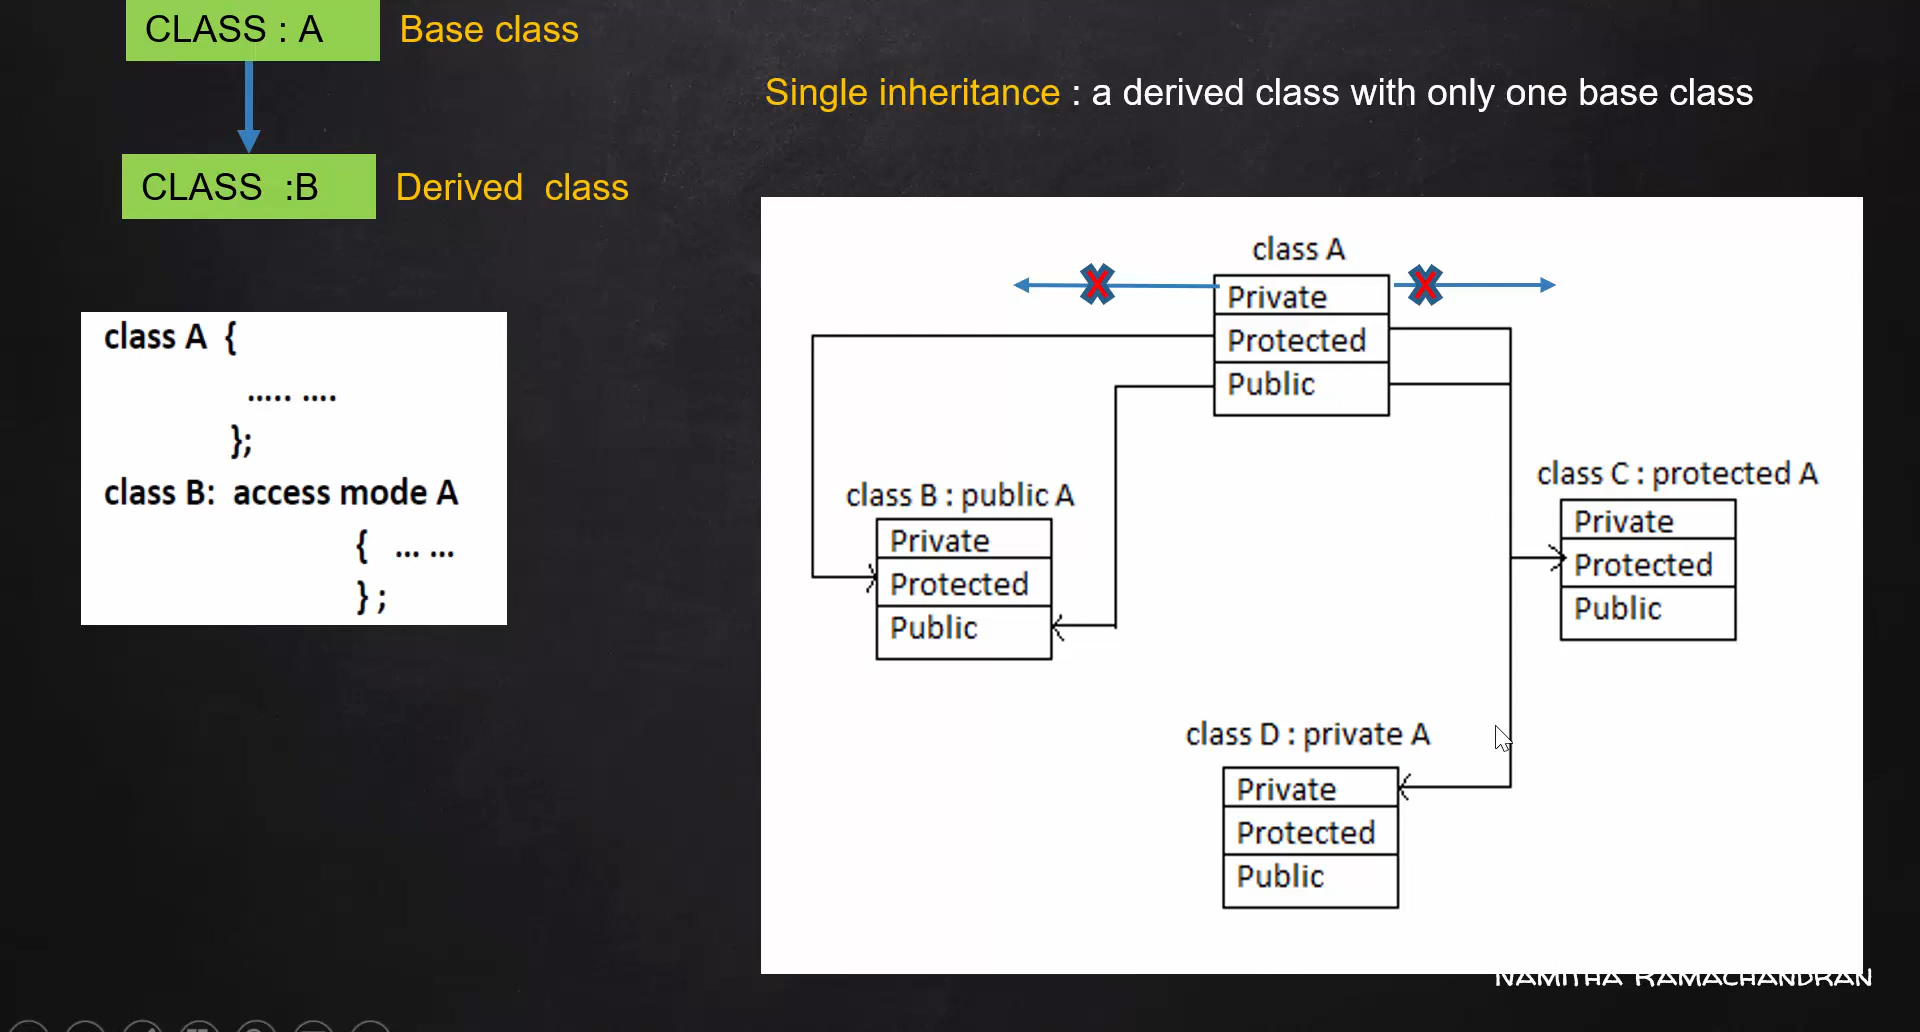 CLASS : A
Base class
Single inheritance : a derived class with only one base class
CLASS :B
Derived class
class A {
..... ....
};
class B: access mode A
{ ... ...
} ;
class A
Private
Protected
Public
class B : public A
Private
Protected
Public
class C : protected A
Private
Protected
Public
class D : private A
Private
Protected
Public
NAMITHA RAMACHANDRAN